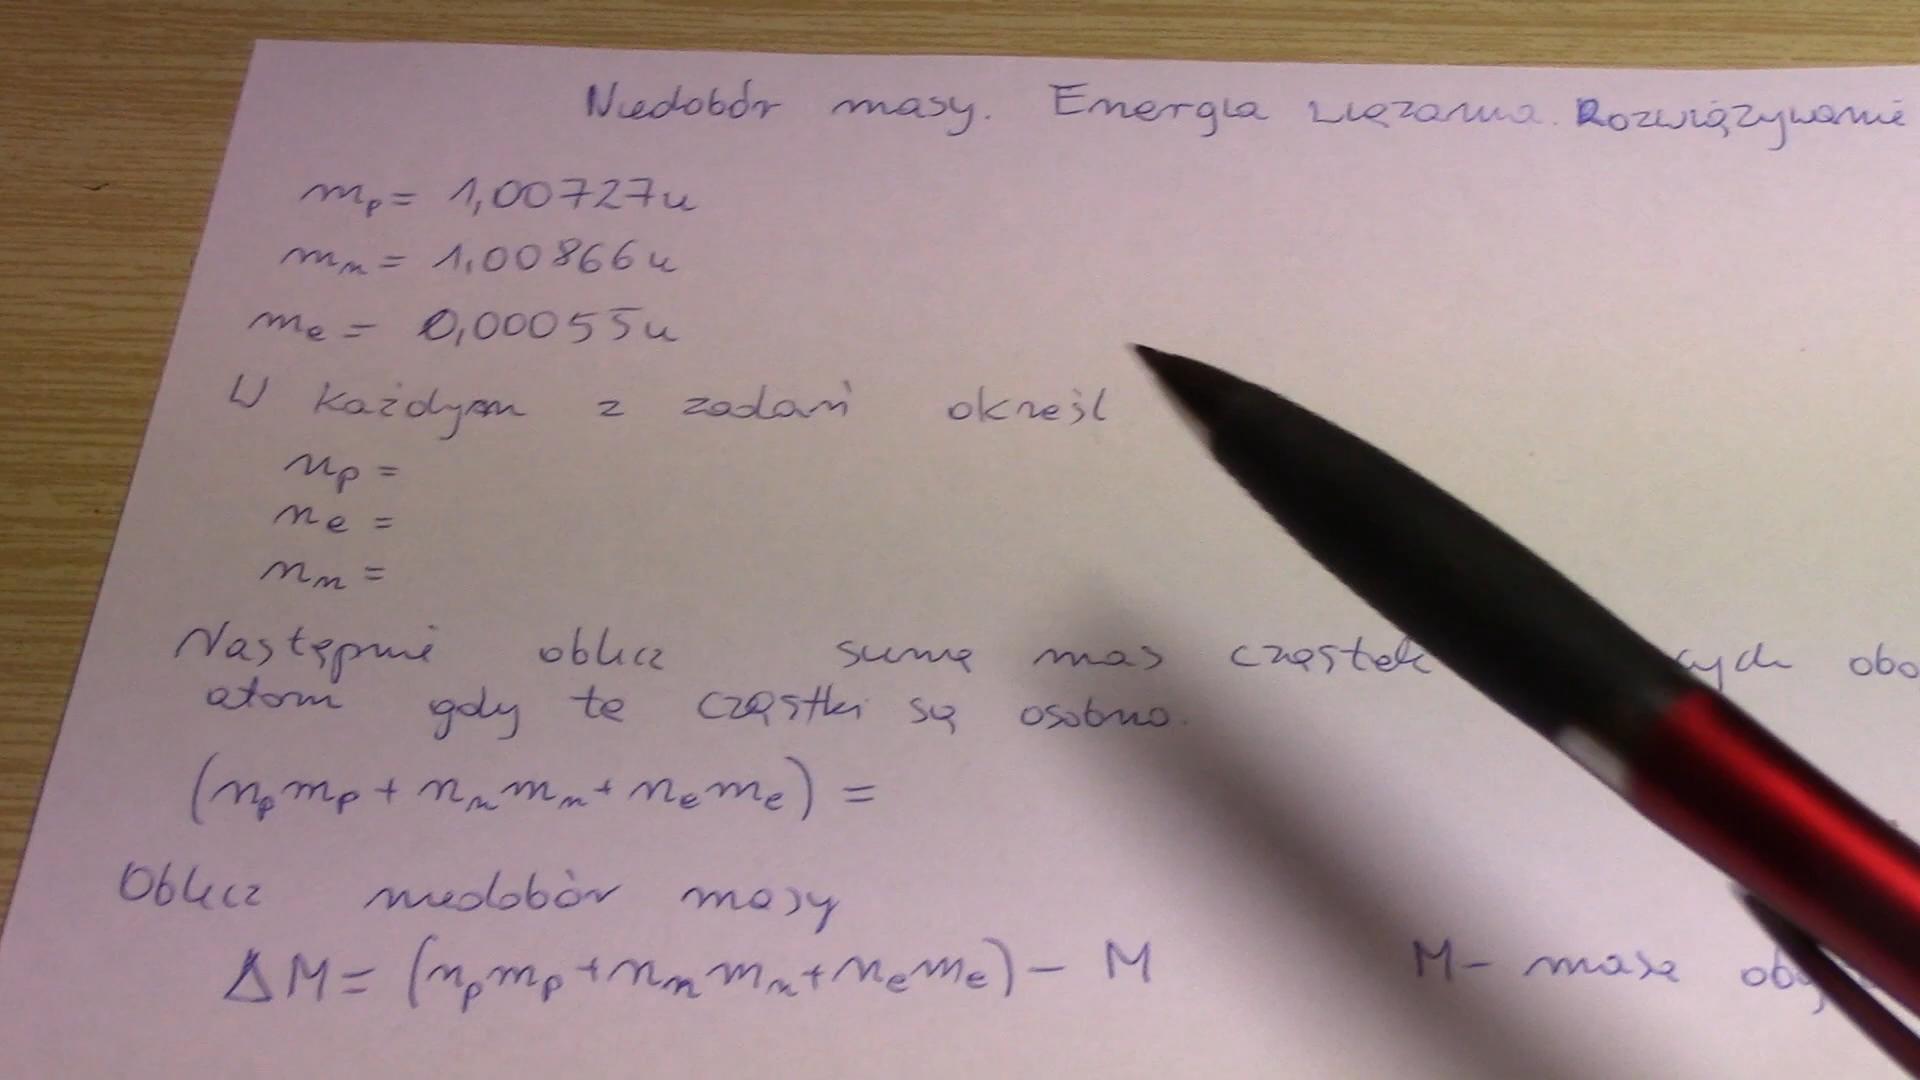 Niedobór masy. Energia wiązania. Rozwiązywanie
mp = 1,00727u
mn = 1,00866u
me = 0,00055u
W każdym z zadań określ
np =
ne =
nn =
Następnie oblicz sumę mas cząstek
atom gdy te cząstki są osobno.
(npmp + nnmn + neme) =
Oblicz niedobór masy
ΔM = (npmp + nnmn + neme) - M M - masa